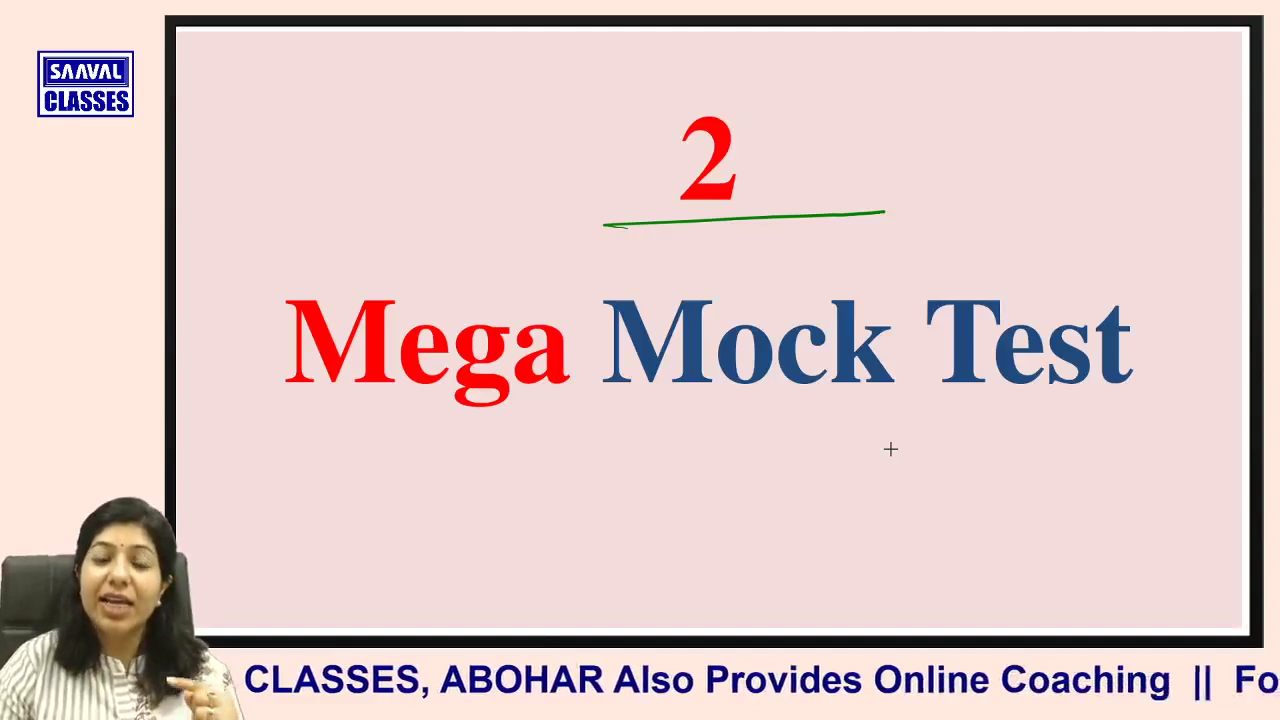 SAAVAL
CLASSES
2
Mega Mock Test
CLASSES, ABOHAR Also Provides Online Coaching || Fo